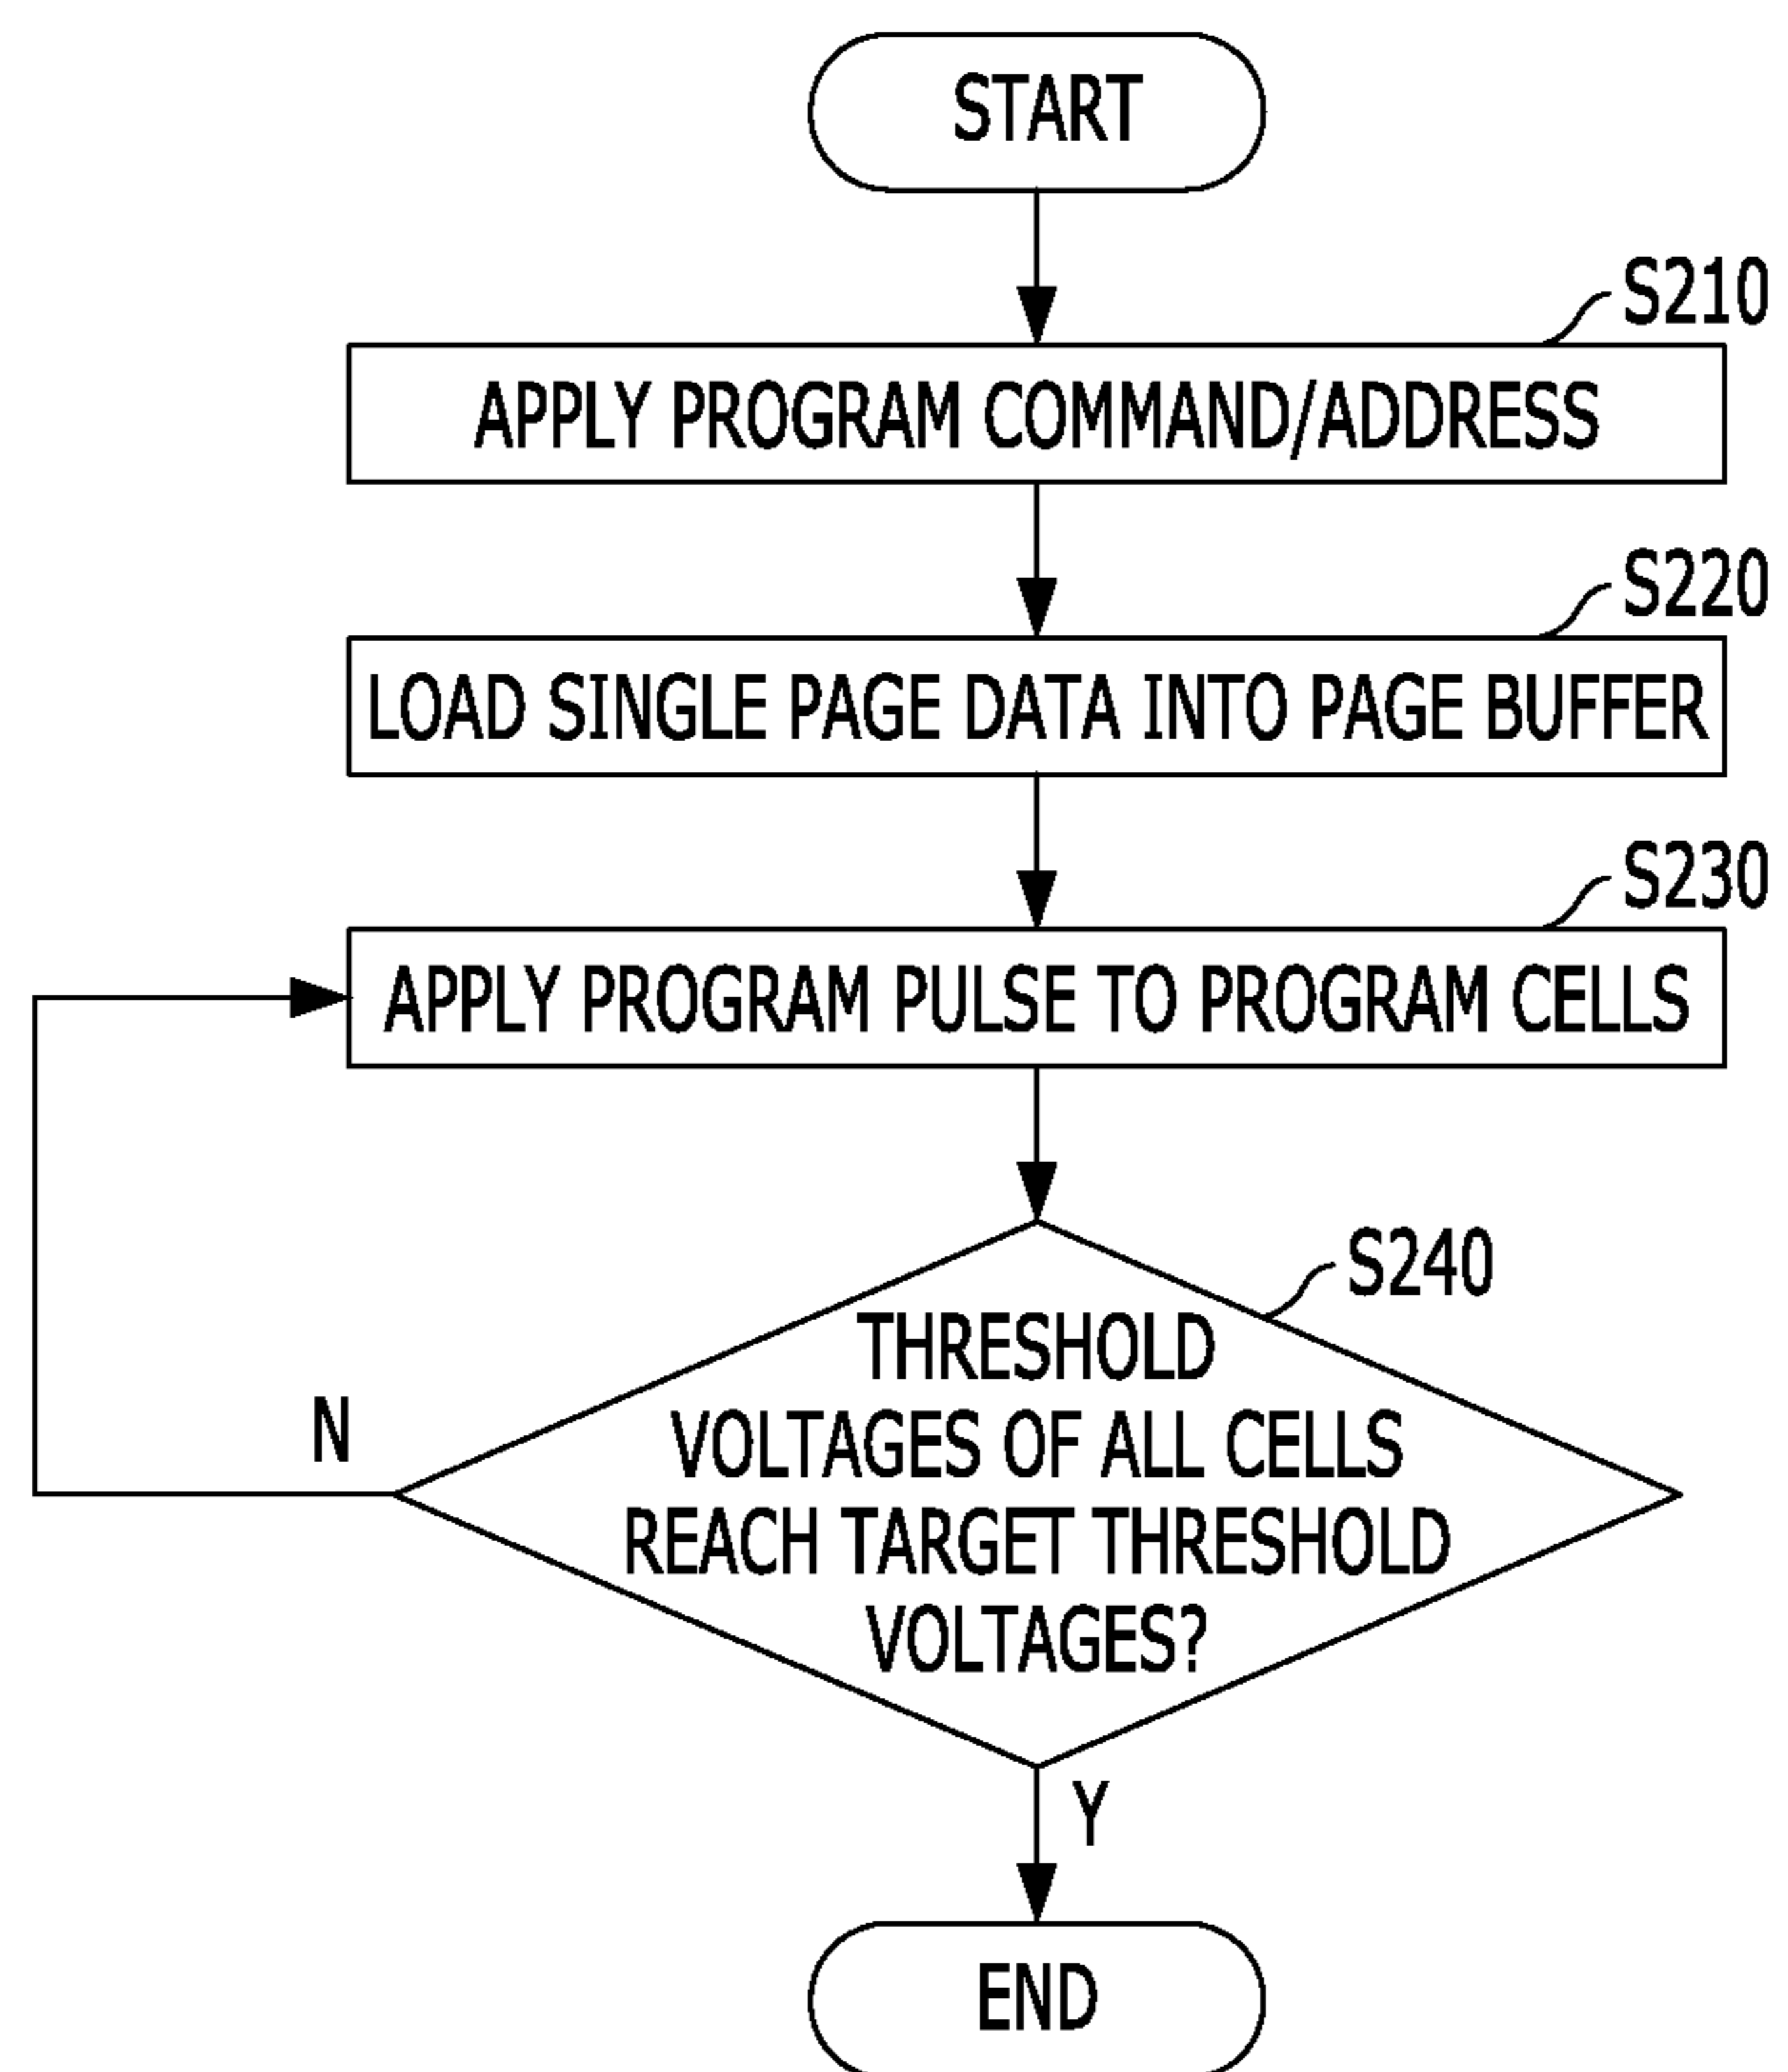 START
S210
APPLY PROGRAM COMMAND/ADDRESS
S220
LOAD SINGLE PAGE DATA INTO PAGE BUFFER
S230
APPLY PROGRAM PULSE TO PROGRAM CELLS
S240
THRESHOLD
VOLTAGES OF ALL CELLS
REACH TARGET THRESHOLD
VOLTAGES?
N
Y
END